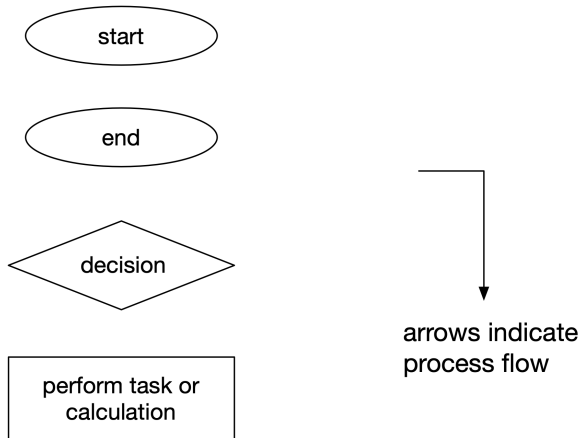 start
end
decision
arrows indicate
process flow
perform task or
calculation